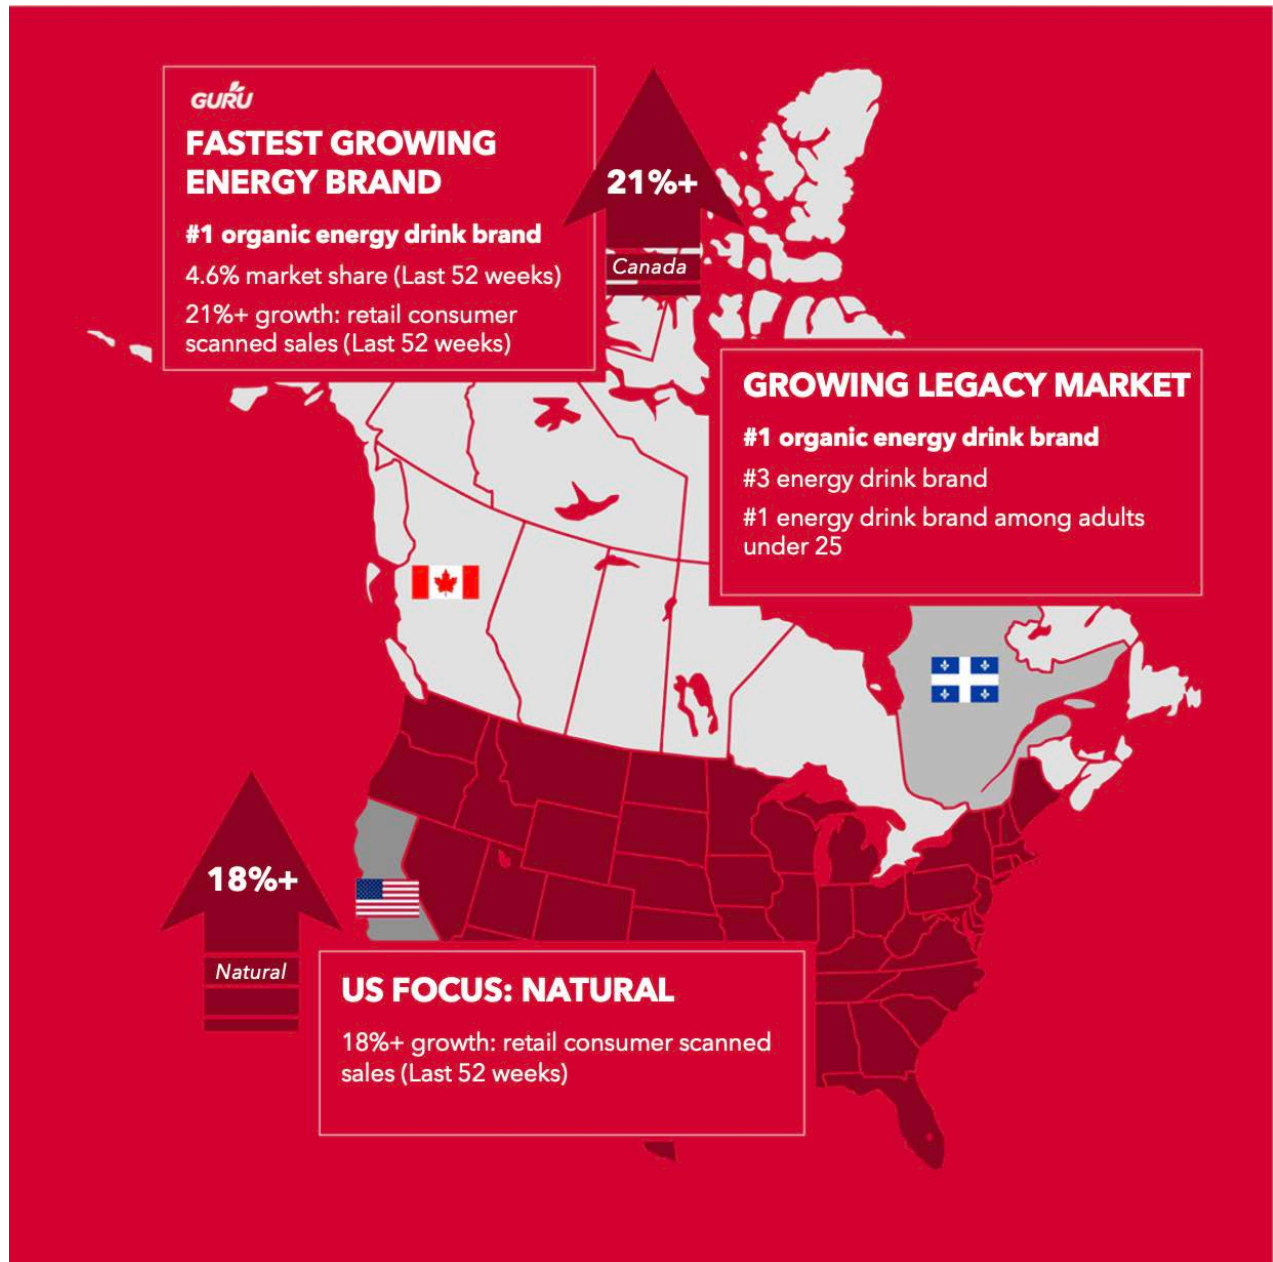 GURU
FASTEST GROWING
ENERGY BRAND
#1 organic energy drink brand
4.6% market share (Last 52 weeks)
21%+ growth: retail consumer
scanned sales (Last 52 weeks)
21%+
Canada
GROWING LEGACY MARKET
#1 organic energy drink brand
#3 energy drink brand
#1 energy drink brand among adults
under 25
18%+
Natural
US FOCUS: NATURAL
18%+ growth: retail consumer scanned
sales (Last 52 weeks)